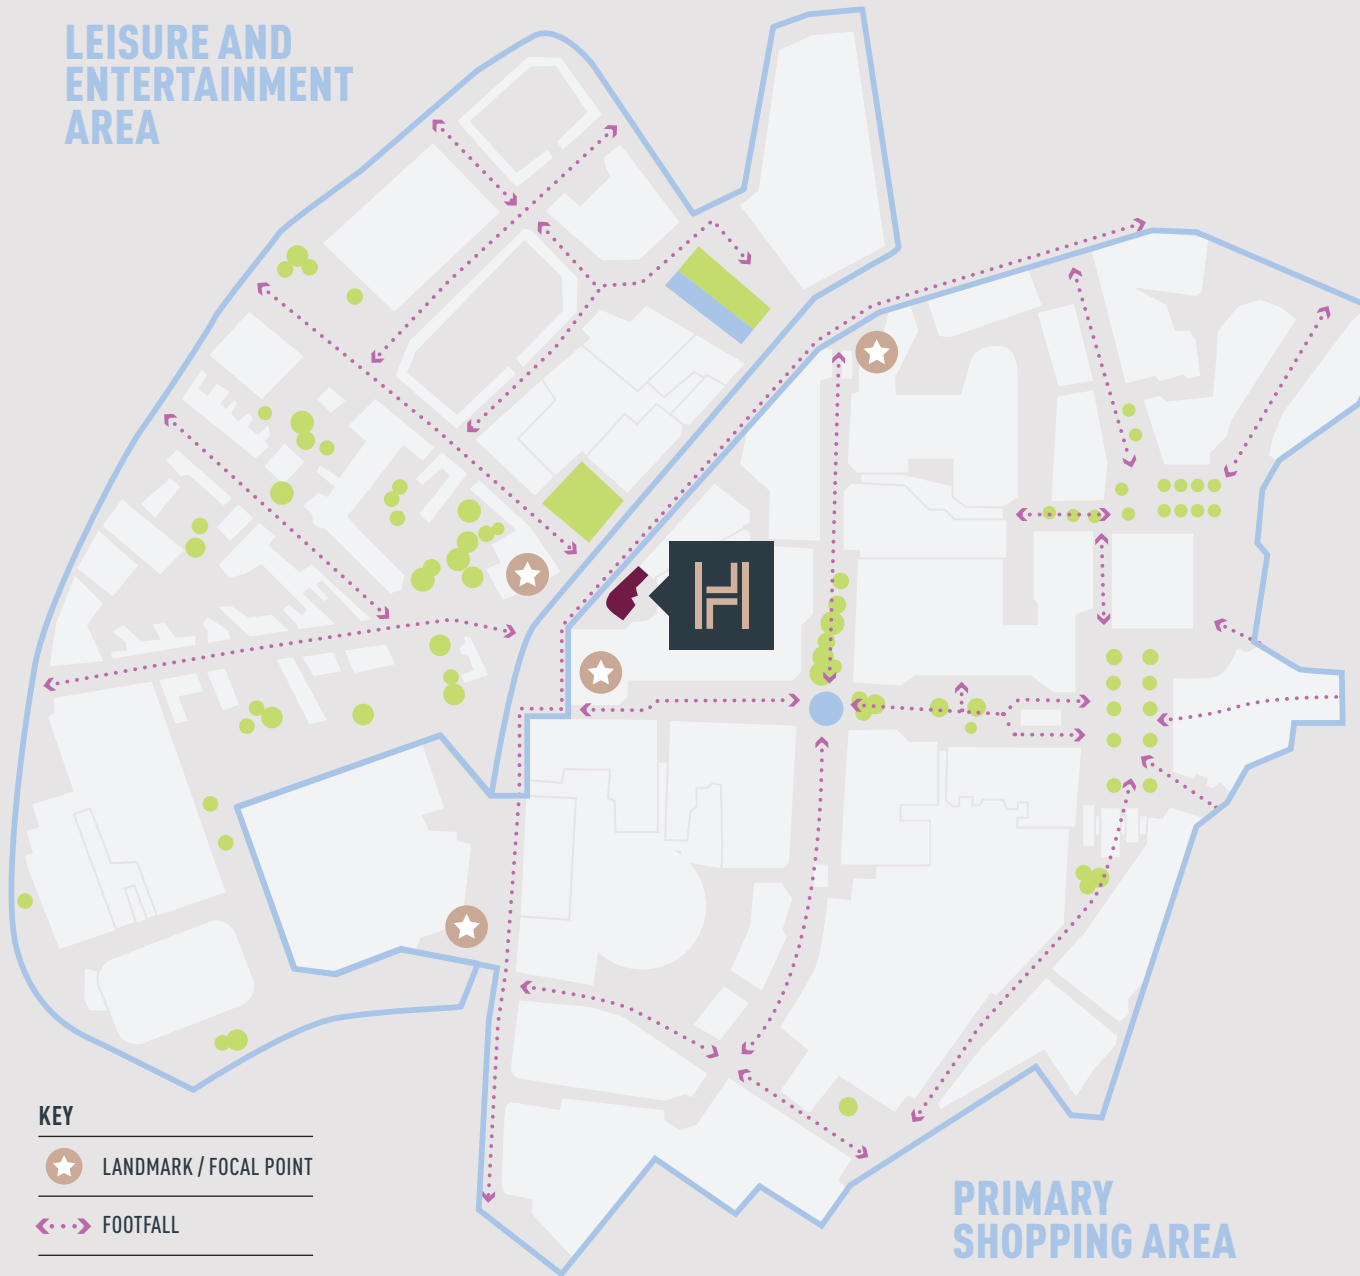 LEISURE AND
ENTERTAINMENT
AREA
H
KEY
LANDMARK / FOCAL POINT
FOOTFALL
PRIMARY
SHOPPING AREA